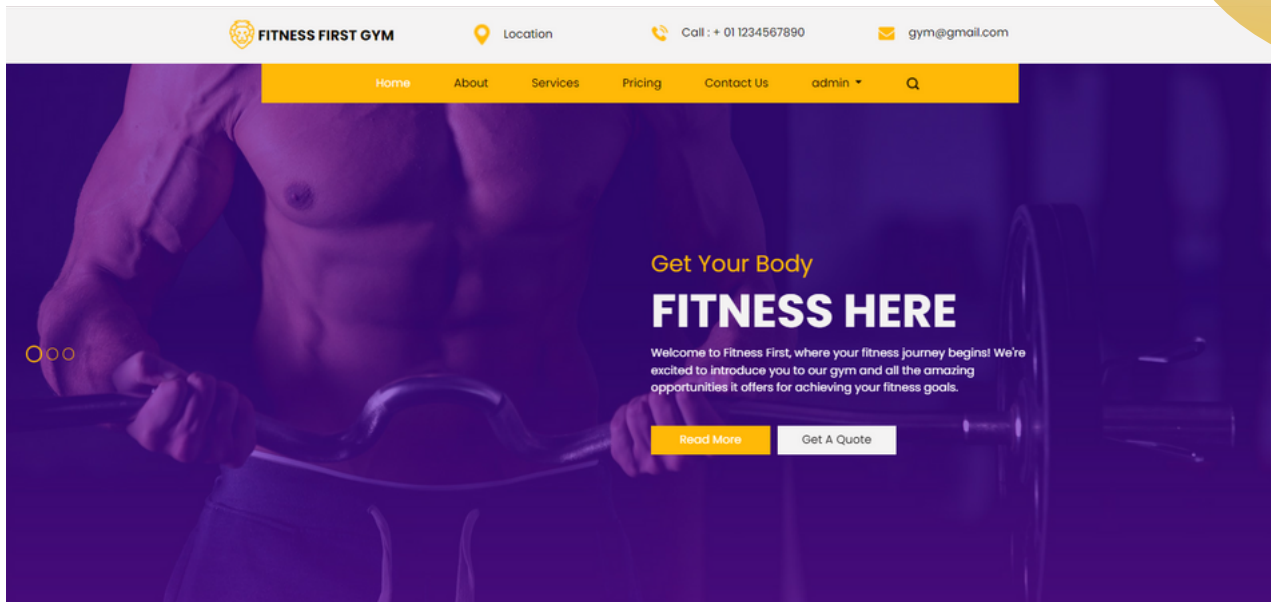 FITNESS FIRST GYM
Location
Call : + 01 1234567890
gym@gmail.com
Home About Services Pricing Contact Us admin
Get Your Body
FITNESS HERE
Welcome to Fitness First, where your fitness journey begins! We're
excited to introduce you to our gym and all the amazing
opportunities it offers for achieving your fitness goals.
Read More
Get A Quote